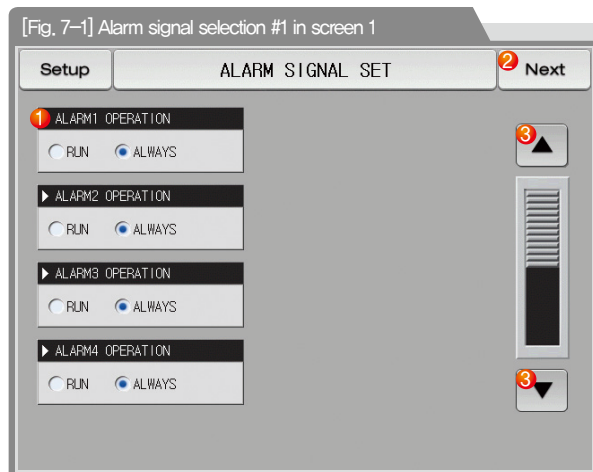 [Fig. 7-1] Alarm signal selection #1 in screen 1
Setup ALARM SIGNAL SET 2 Next
1 ALARM1 OPERATION
RUN ALWAYS
3
ALARM2 OPERATION
RUN ALWAYS
ALARM3 OPERATION
RUN ALWAYS
ALARM4 OPERATION
RUN ALWAYS
3